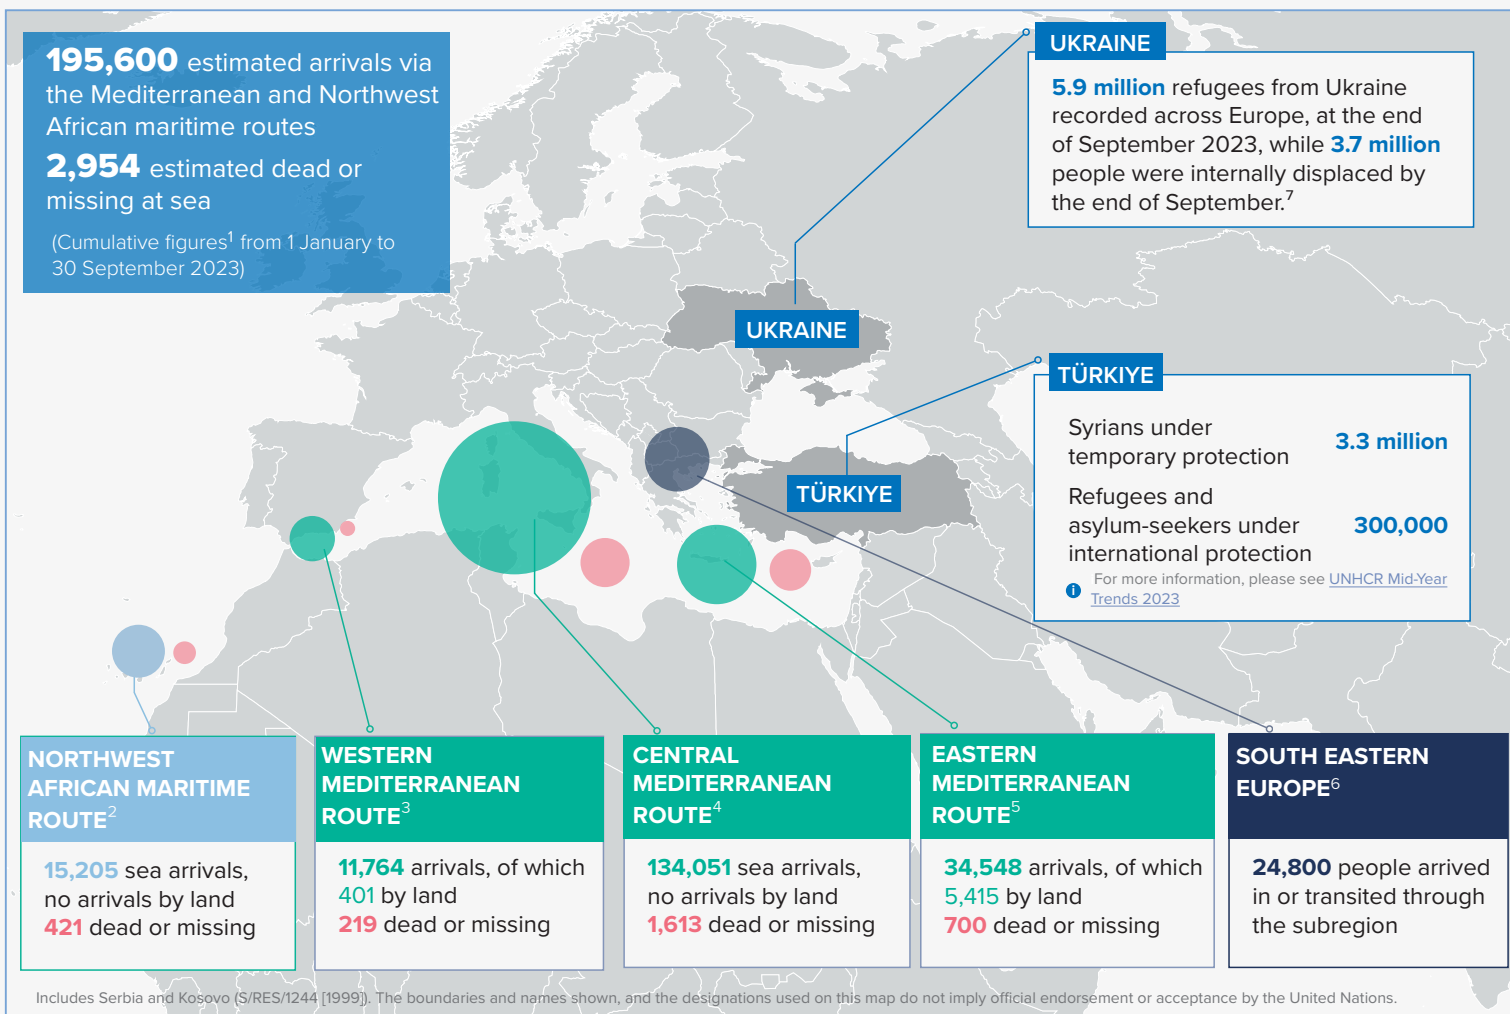 195,600 estimated arrivals via
the Mediterranean and Northwest
African maritime routes
2,954 estimated dead or
missing at sea
(Cumulative figures1 from 1 January to
30 September 2023)
UKRAINE
5.9 million refugees from Ukraine
recorded across Europe, at the end
of September 2023, while 3.7 million
people were internally displaced by
the end of September.7
UKRAINE
TÜRKIYE
Syrians under
temporary protection
3.3 million
Refugees and
asylum-seekers under
international protection
300,000
i For more information, please see UNHCR Mid-Year
Trends 2023
TÜRKIYE
NORTHWEST
AFRICAN MARITIME
ROUTE2
15,205 sea arrivals,
no arrivals by land
421 dead or missing
WESTERN
MEDITERRANEAN
ROUTE3
11,764 arrivals, of which
401 by land
219 dead or missing
CENTRAL
MEDITERRANEAN
ROUTE4
134,051 sea arrivals,
no arrivals by land
1,613 dead or missing
EASTERN
MEDITERRANEAN
ROUTE5
34,548 arrivals, of which
5,415 by land
700 dead or missing
SOUTH EASTERN
EUROPE6
24,800 people arrived
in or transited through
the subregion
Includes Serbia and Kosovo (S/RES/1244 [1999]). The boundaries and names shown, and the designations used on this map do not imply official endorsement or acceptance by the United Nations.